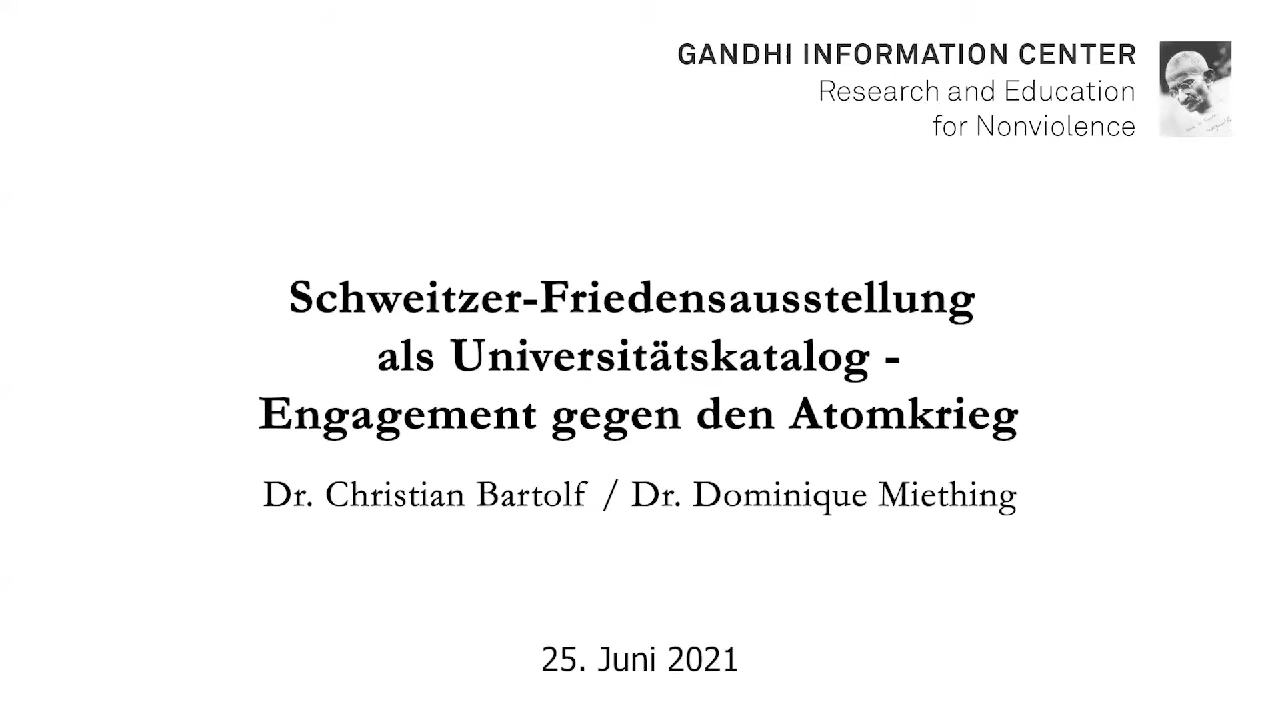 GANDHI INFORMATION CENTER
Research and Education
for Nonviolence
Schweitzer-Friedensausstellung
als Universitätskatalog -
Engagement gegen den Atomkrieg
Dr. Christian Bartolf / Dr. Dominique Miething
25. Juni 2021